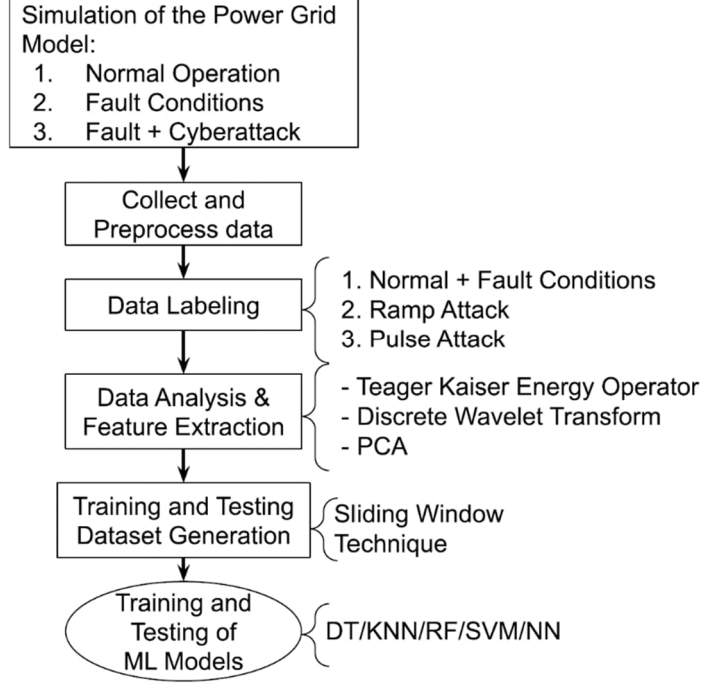 Simulation of the Power Grid
Model:
1. Normal Operation
2. Fault Conditions
3. Fault + Cyberattack
Collect and
Preprocess data
Data Labeling
1. Normal + Fault Conditions
2. Ramp Attack
3. Pulse Attack
Data Analysis &
Feature Extraction
- Teager Kaiser Energy Operator
- Discrete Wavelet Transform
- PCA
Training and Testing
Dataset Generation
Sliding Window
Technique
Training and
Testing of
ML Models
DT/KNN/RF/SVM/NN